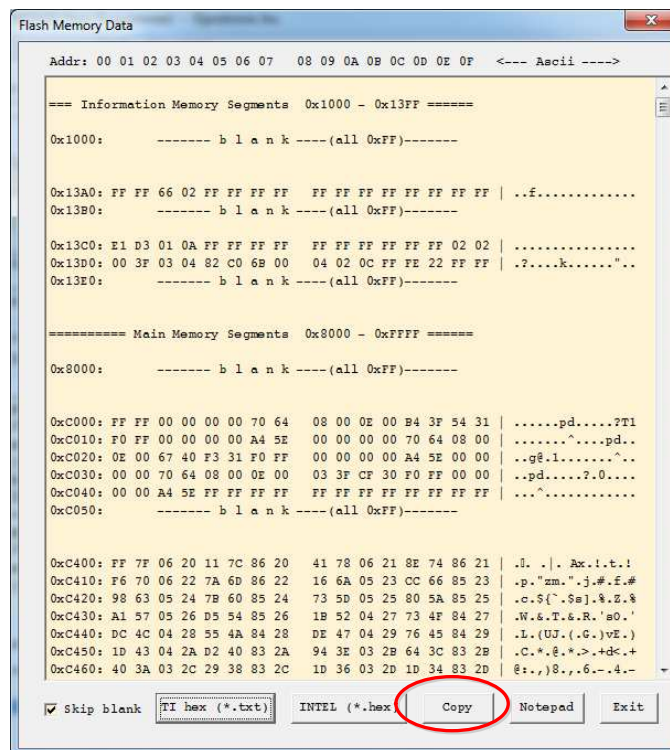 Flash Memory Data
Addr: 00 01 02 03 04 05 06 07 08 09 0A 0B 0C 0D 0E 0F <--- Ascii ---->
=== Information Memory Segments 0x1000 - 0x13FF ======
0x1000: ------- b l a n k ----(all 0xFF)-------
0x13A0: FF FF 66 02 FF FF FF FF FF FF FF FF FF FF FF FF | ..f.............
0x13B0: ------- b l a n k ----(all 0xFF)-------
0x13C0: E1 D3 01 0A FF FF FF FF FF FF FF FF FF FF 02 02 | ................
0x13D0: 00 3F 03 04 82 C0 6B 00 04 02 0C FF FE 22 FF FF | .?....k......"..
0x13E0: ------- b l a n k ----(all 0xFF)-------
========== Main Memory Segments 0x8000 - 0xFFFF ======
0x8000: ------- b l a n k ----(all 0xFF)-------
0xC000: FF FF 00 00 00 00 70 64 08 00 0E 00 B4 3F 54 31 | ......pd.....?T1
0xC010: F0 FF 00 00 00 00 A4 5E 00 00 00 00 70 64 08 00 | .......^....pd..
0xC020: 0E 00 67 40 F3 31 F0 FF 00 00 00 00 A4 5E 00 00 | ..g@.1.......^..
0xC030: 00 00 70 64 08 00 0E 00 03 3F CF 30 F0 FF 00 00 | ..pd.....?.0....
0xC040: 00 00 A4 5E FF FF FF FF FF FF FF FF FF FF FF FF | ...^............
0xC050: ------- b l a n k ----(all 0xFF)-------
0xC400: FF 7F 06 20 11 7C 86 20 41 78 06 21 8E 74 86 21 | .▯. .|. Ax.!.t.!
0xC410: F6 70 06 22 7A 6D 86 22 16 6A 05 23 CC 66 85 23 | .p."zm.".j.#.f.#
0xC420: 98 63 05 24 7B 60 85 24 73 5D 05 25 80 5A 85 25 | .c.${`.$s].%.Z.%
0xC430: A1 57 05 26 D5 54 85 26 1B 52 04 27 73 4F 84 27 | .W.&.T.&.R.'sO.'
0xC440: DC 4C 04 28 55 4A 84 28 DE 47 04 29 76 45 84 29 | .L.(UJ.(.G.)vE.)
0xC450: 1D 43 04 2A D2 40 83 2A 94 3E 03 2B 64 3C 83 2B | .C.*.@.*.>.+d<.+
0xC460: 40 3A 03 2C 29 38 83 2C 1D 36 03 2D 1D 34 83 2D | @:.,)8.,.6.-.4.-
Skip blank TI hex (*.txt) INTEL (*.hex) Copy Notepad Exit